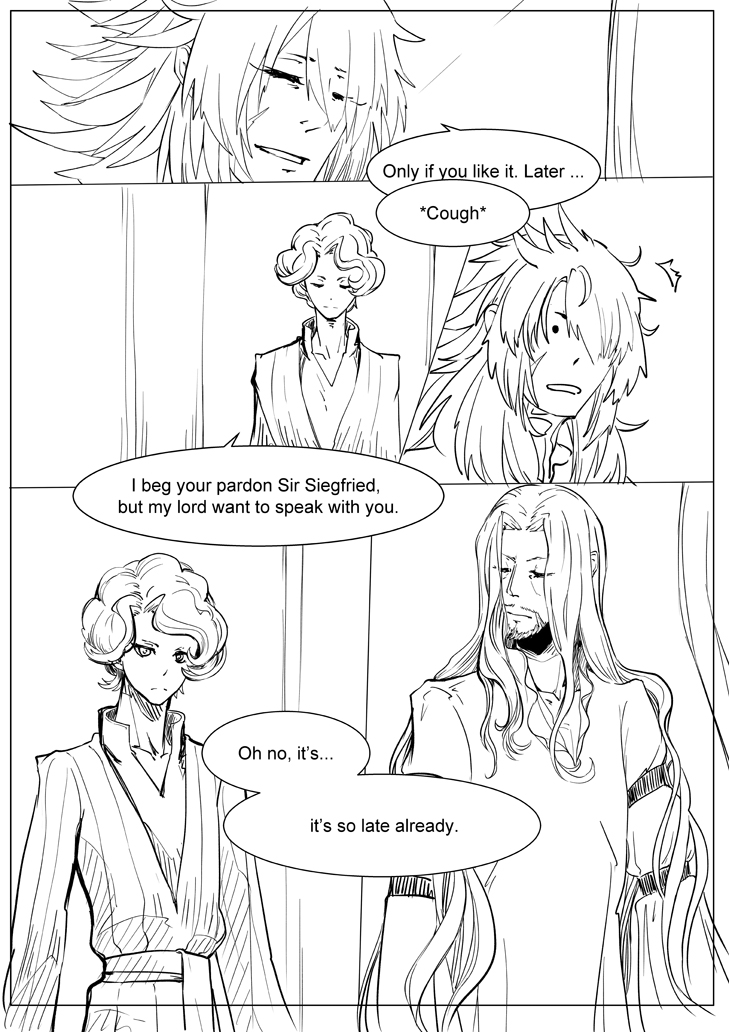 Only if you like it. Later ...
*Cough*
I beg your pardon Sir Siegfried,
but my lord want to speak with you.
Oh no, it's...
it's so late already.